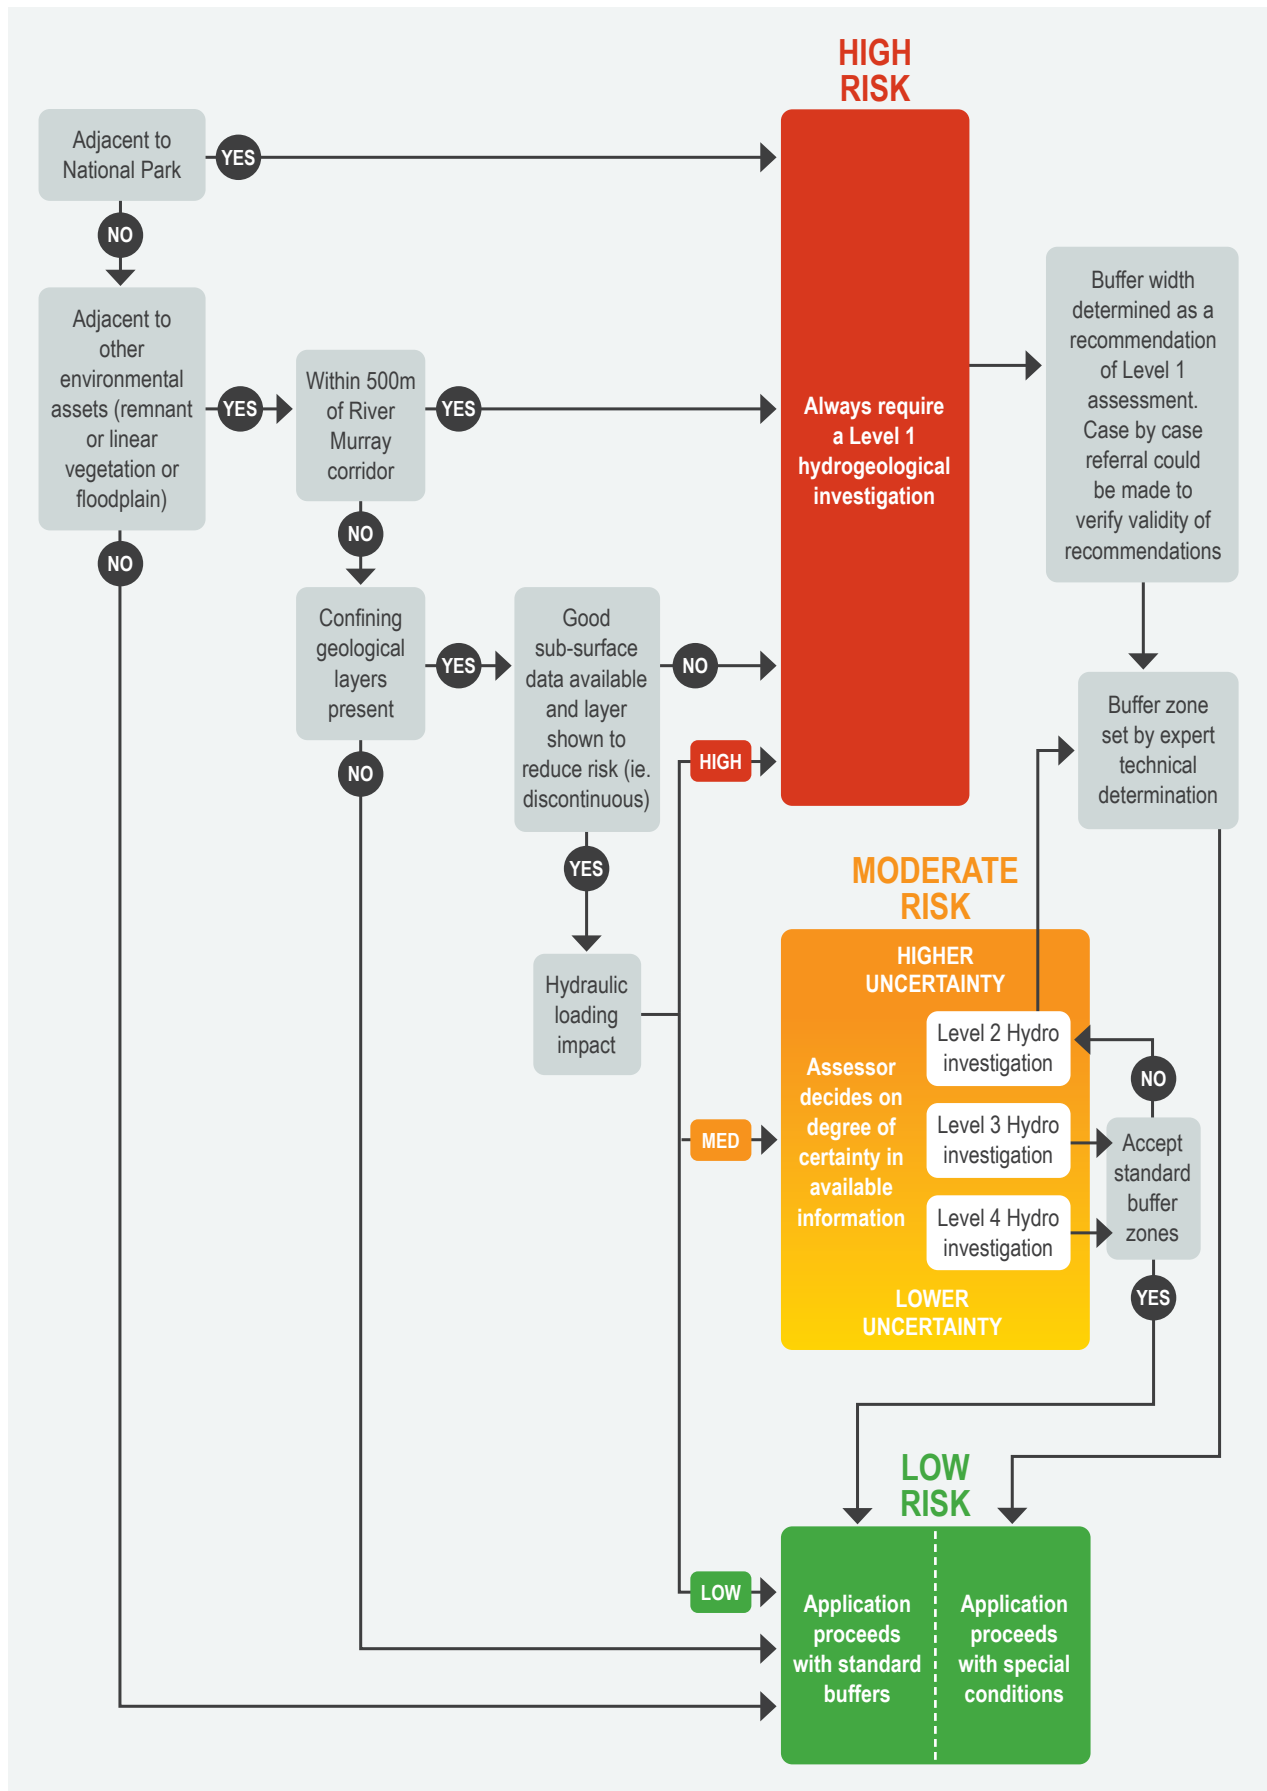 HIGH
RISK
Adjacent to
National Park
YES
NO
Adjacent to
other
environmental
assets (remnant
or linear
vegetation or
floodplain)
YES
NO
Within 500m
of River
Murray
corridor
YES
NO
Confining
geological
layers
present
YES
NO
Good
sub-surface
data available
and layer
shown to
reduce risk (ie.
discontinuous)
NO
YES
Hydraulic
loading
impact
HIGH
MED
LOW
Always require
a Level 1
hydrogeological
investigation
Buffer width
determined as a
recommendation
of Level 1
assessment.
Case by case
referral could
be made to
verify validity of
recommendations
Buffer zone
set by expert
technical
determination
MODERATE
RISK
HIGHER
UNCERTAINTY
Assessor
decides on
degree of
certainty in
available
information
Level 2 Hydro
investigation
Level 3 Hydro
investigation
Level 4 Hydro
investigation
LOWER
UNCERTAINTY
NO
Accept
standard
buffer
zones
YES
LOW
RISK
Application
proceeds
with standard
buffers
Application
proceeds
with special
conditions